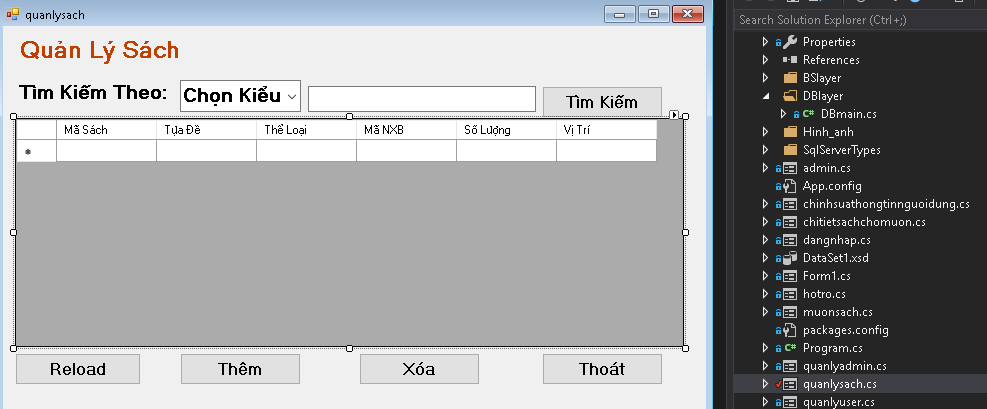 quanlysach
Quản Lý Sách
Tìm Kiếm Theo: Chọn Kiểu Tìm Kiếm
Mã Sách Tựa Đề Thể Loại Mã NXB Số Lượng Vị Trí
Reload Thêm Xóa Thoát
Search Solution Explorer (Ctrl+;)
Properties
References
BSlayer
DBlayer
C# DBmain.cs
Hinh_anh
SqlServerTypes
admin.cs
App.config
chinhsuathongtinnguoidung.cs
chitietsachchomuon.cs
dangnhap.cs
DataSet1.xsd
Form1.cs
hotro.cs
muonsach.cs
packages.config
C# Program.cs
quanlyadmin.cs
quanlysach.cs
quanlyuser.cs